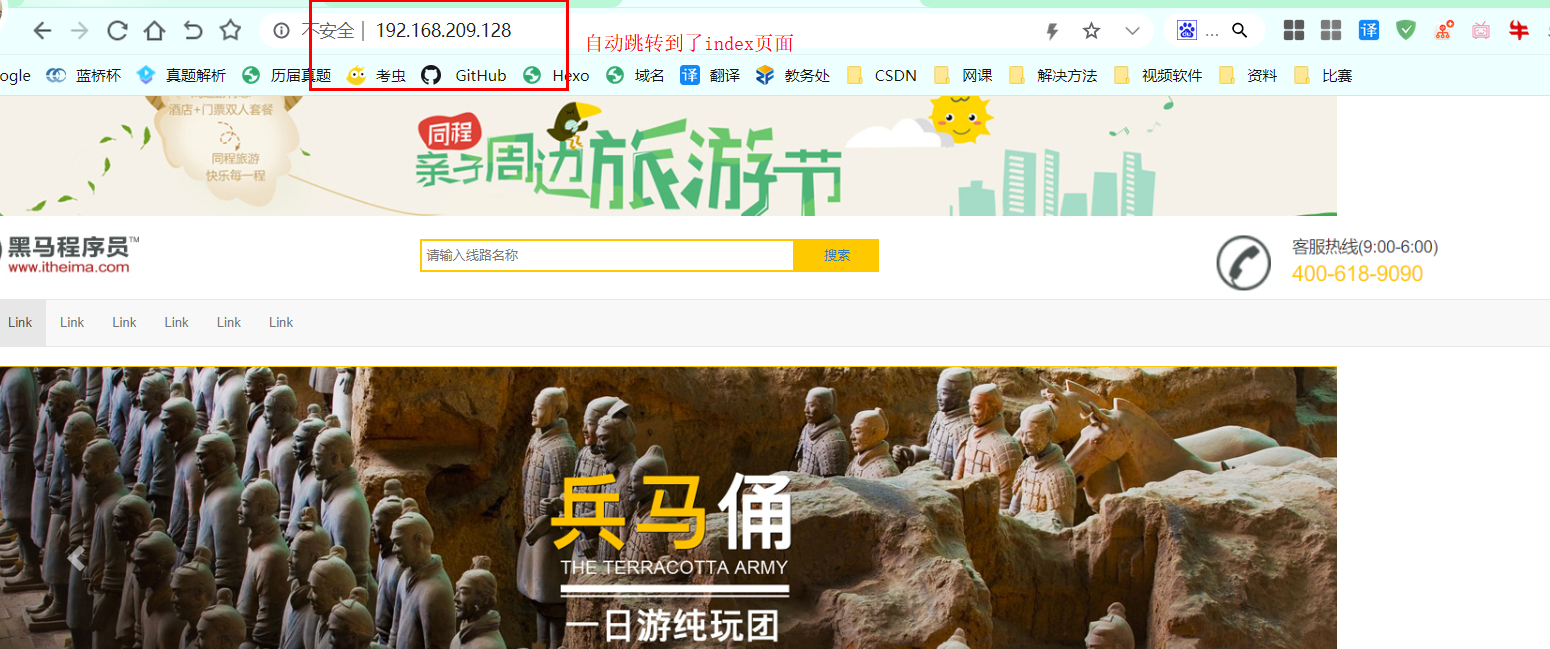 不安全 | 192.168.209.128
自动跳转到了index页面
译
ogle 蓝桥杯 真题解析 历届真题 考虫 GitHub Hexo 域名 译 翻译 教务处 CSDN 网课 解决方法 视频软件 资料 比赛
酒店+门票双人套餐
同程旅游
快乐每一程
同程
亲子周边旅游节
黑马程序员™
www.itheima.com
请输入线路名称 搜索
客服热线(9:00-6:00)
400-618-9090
Link Link Link Link Link Link
兵马俑
THE TERRACOTTA ARMY
一日游纯玩团